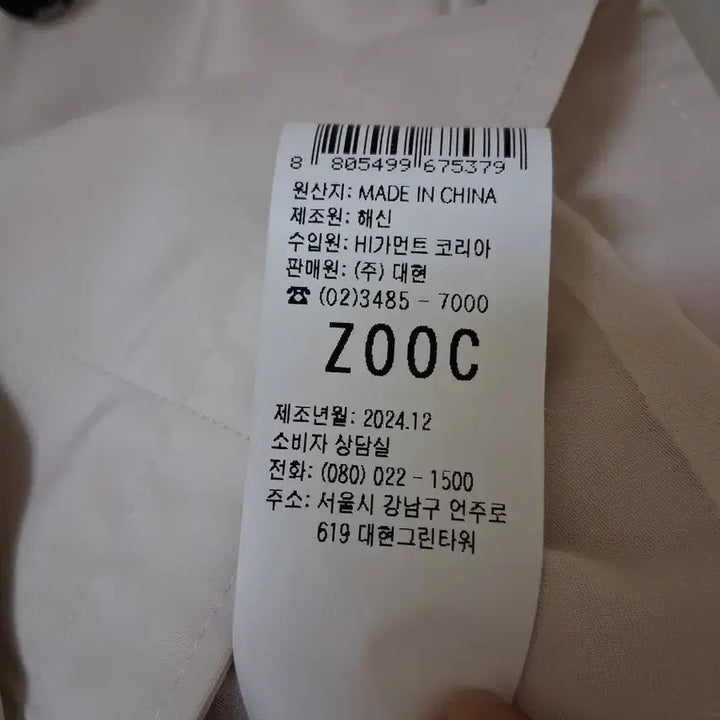 8 805499 675379
원산지: MADE IN CHINA
제조원: 해신
수입원: HI가먼트 코리아
판매원: (주) 대현
☎ (02)3485 - 7000
ZOOC
제조년월: 2024.12
소비자 상담실
전화: (080) 022 - 1500
주소: 서울시 강남구 언주로
619 대현그린타워